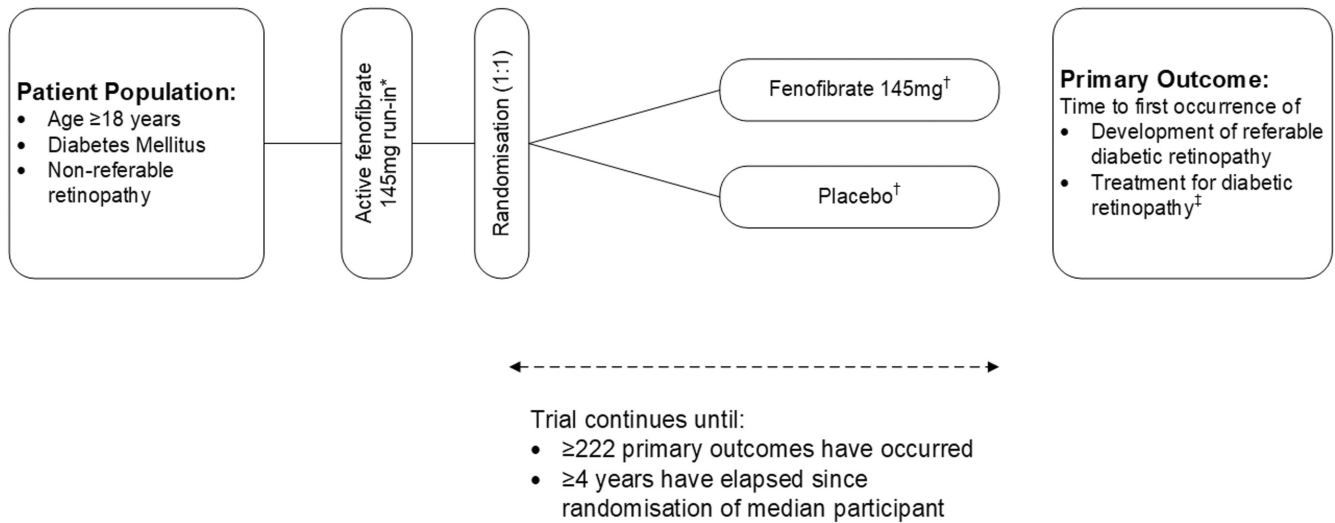 Patient Population:
• Age ≥18 years
• Diabetes Mellitus
• Non-referable
retinopathy
Active fenofibrate
145mg run-in*
Randomisation (1:1)
Fenofibrate 145mg†
Placebo†
Primary Outcome:
Time to first occurrence of
• Development of referable
diabetic retinopathy
• Treatment for diabetic
retinopathy‡
Trial continues until:
• ≥222 primary outcomes have occurred
• ≥4 years have elapsed since
randomisation of median participant